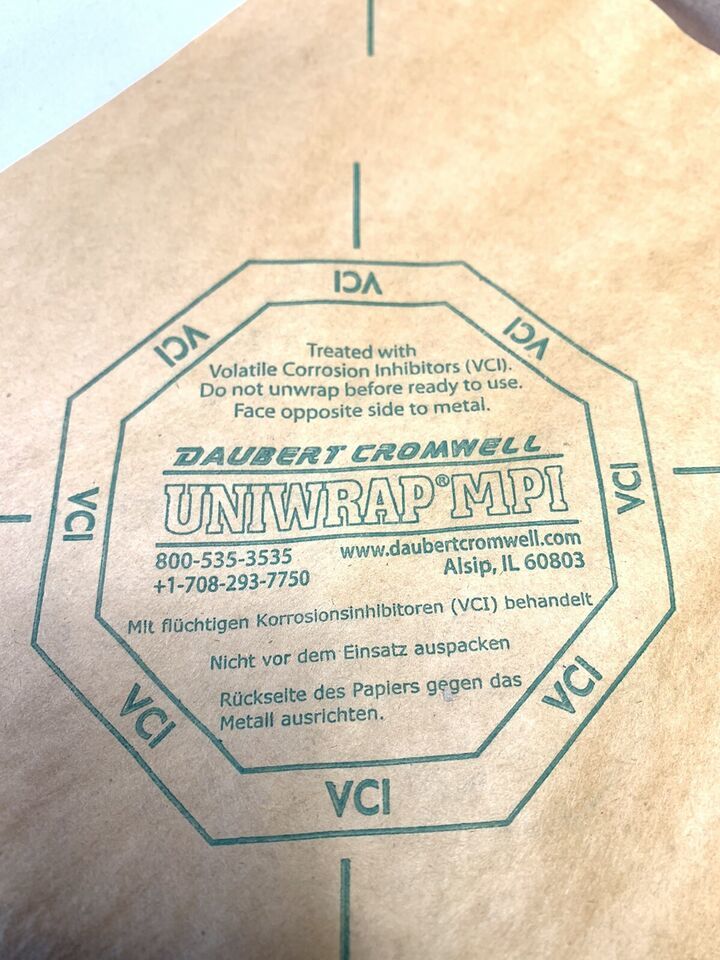 VCI
VCI
VCI
Treated with
Volatile Corrosion Inhibitors (VCI).
Do not unwrap before ready to use.
Face opposite side to metal.
DAUBERT CROMWELL
UNIWRAP® MPI
VCI
VCI
800-535-3535
www.daubertcromwell.com
+1-708-293-7750
Alsip, IL 60803
Mit flüchtigen Korrosionsinhibitoren (VCI) behandelt
Nicht vor dem Einsatz auspacken
Rückseite des Papiers gegen das
Metall ausrichten.
VCI
VCI
VCI